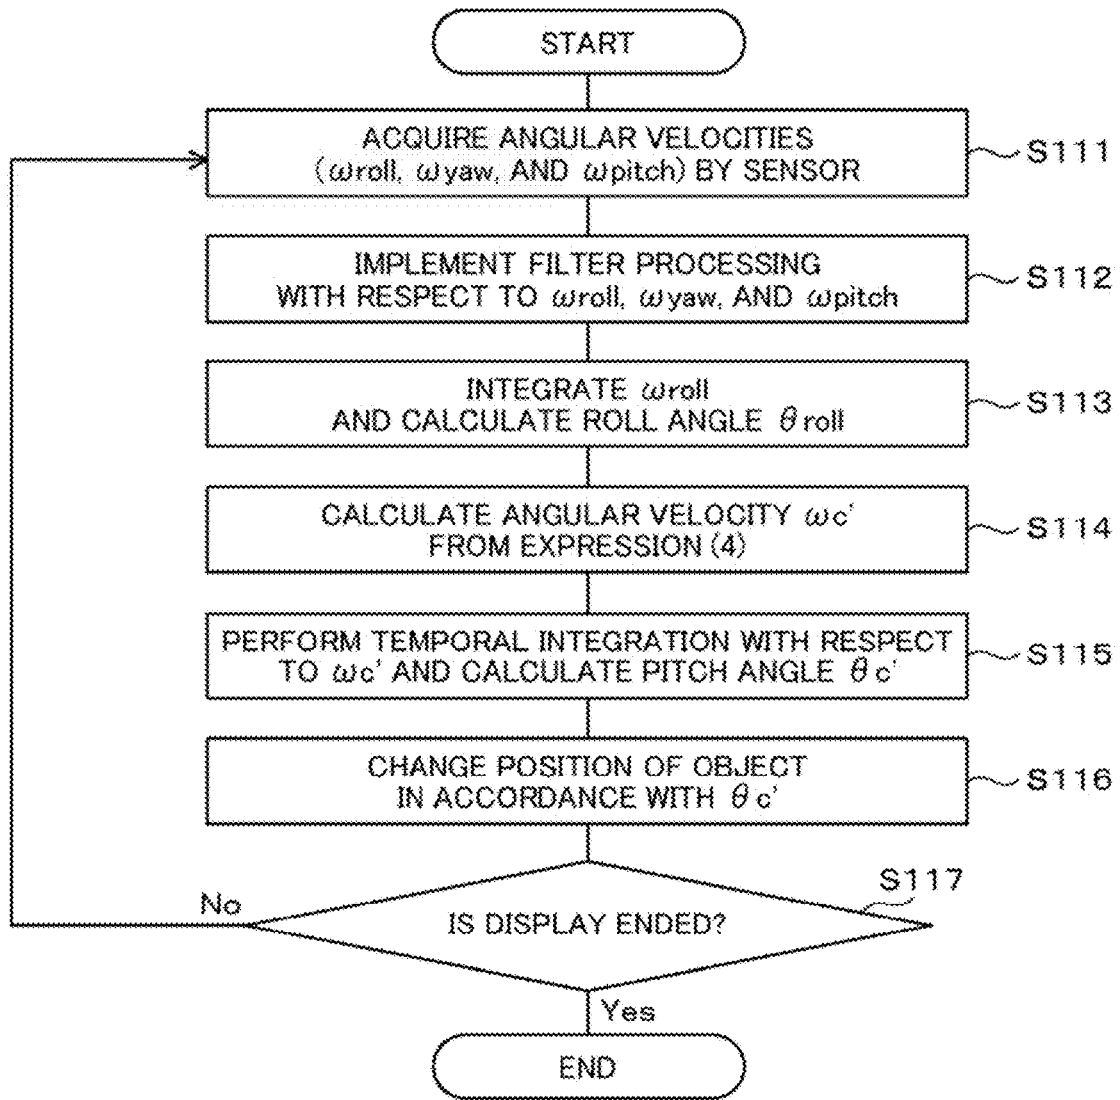 START
ACQUIRE ANGULAR VELOCITIES
(ωroll, ωyaw, AND ωpitch) BY SENSOR
S111
IMPLEMENT FILTER PROCESSING
WITH RESPECT TO ωroll, ωyaw, AND ωpitch
S112
INTEGRATE ωroll
AND CALCULATE ROLL ANGLE θroll
S113
CALCULATE ANGULAR VELOCITY ωc'
FROM EXPRESSION (4)
S114
PERFORM TEMPORAL INTEGRATION WITH RESPECT
TO ωc' AND CALCULATE PITCH ANGLE θc'
S115
CHANGE POSITION OF OBJECT
IN ACCORDANCE WITH θc'
S116
S117
No
IS DISPLAY ENDED?
Yes
END